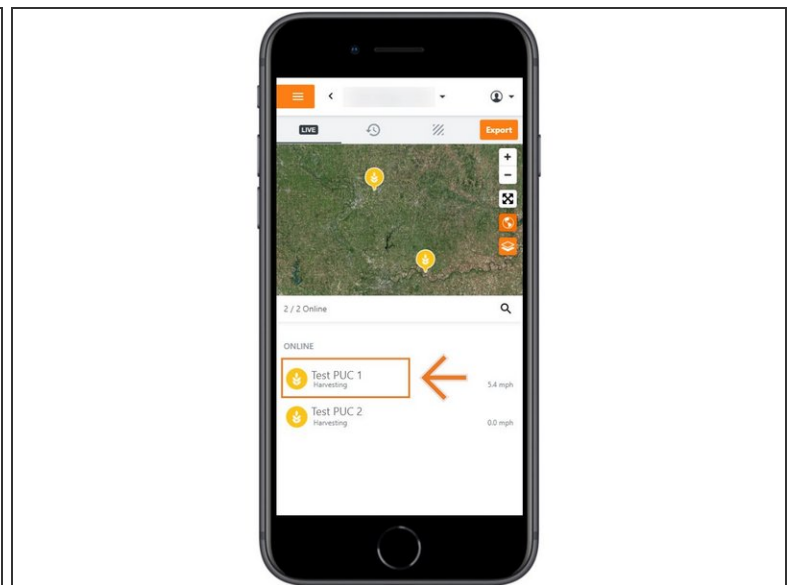 LIVE
Export
+
−
2 / 2 Online
ONLINE
Test PUC 1
Harvesting
5.4 mph
Test PUC 2
Harvesting
0.0 mph